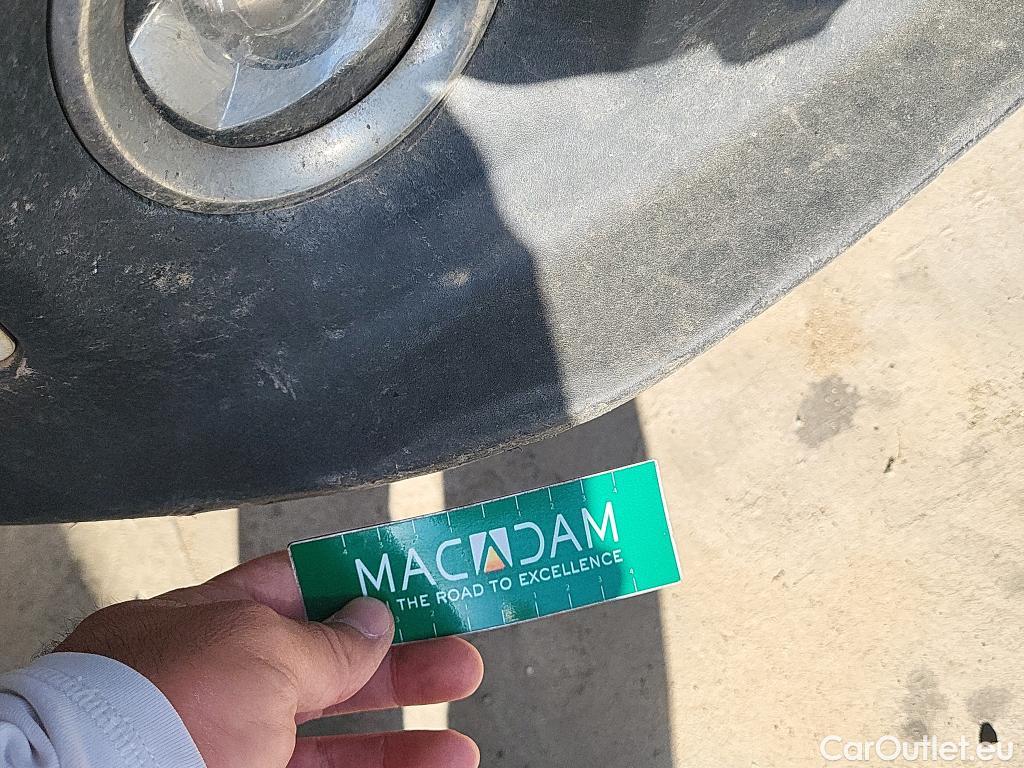 MACADAM
THE ROAD TO EXCELLENCE
CarOutlet.eu